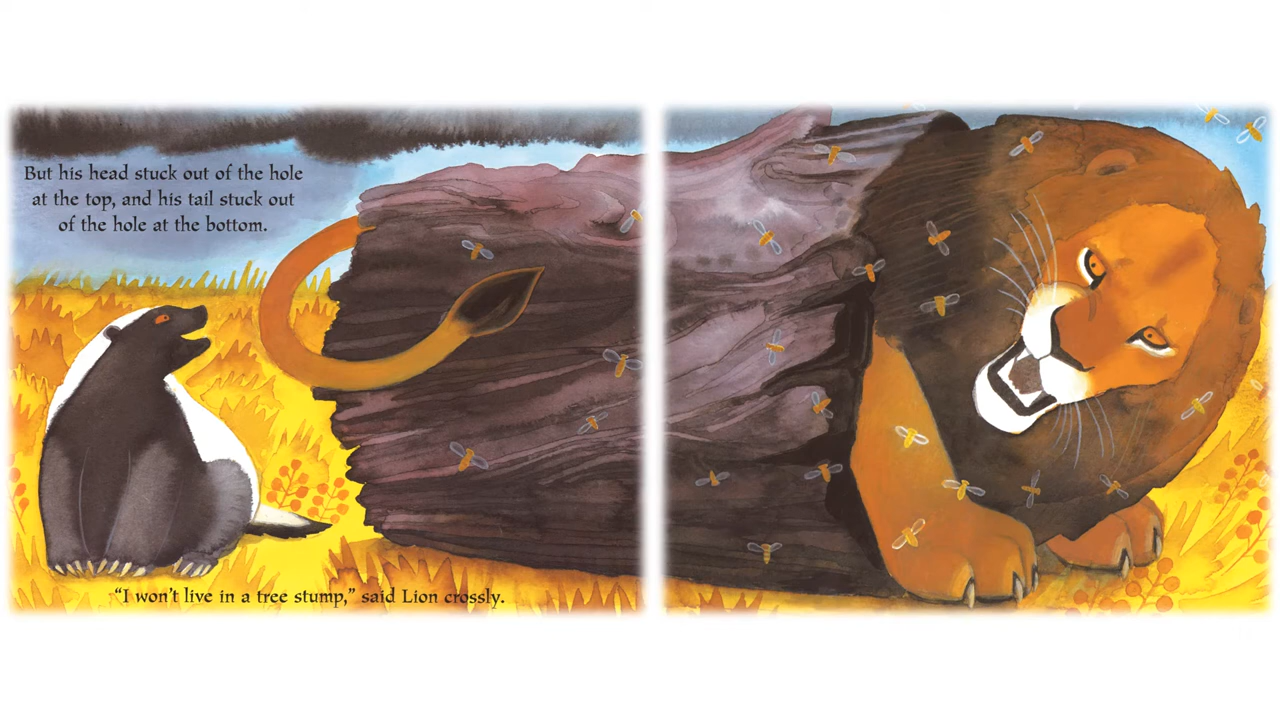 But his head stuck out of the hole
at the top, and his tail stuck out
of the hole at the bottom.
“I won’t live in a tree stump,” said Lion crossly.